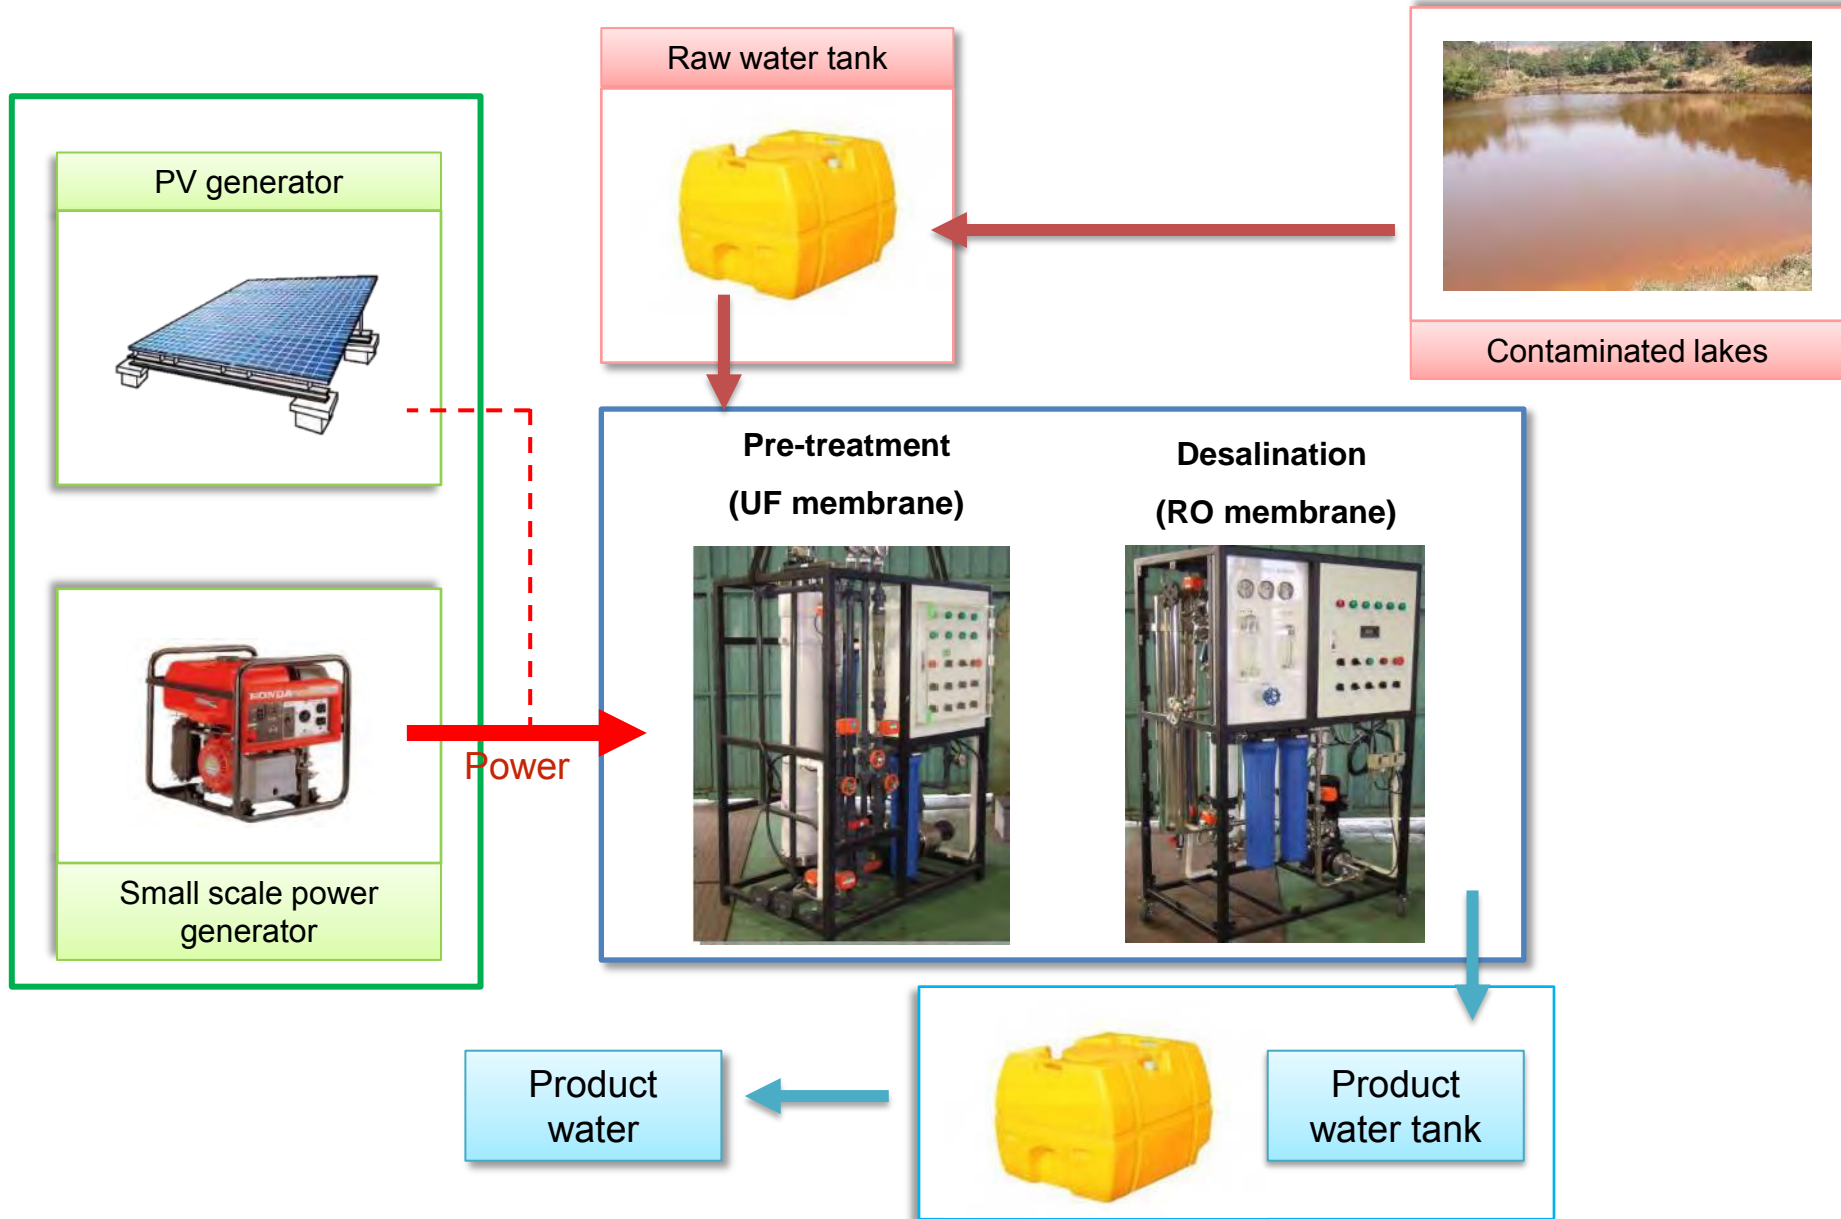 Raw water tank
PV generator
Contaminated lakes
Pre-treatment
(UF membrane)
Desalination
(RO membrane)
HONDA
Power
Small scale power
generator
Product
water
Product
water tank